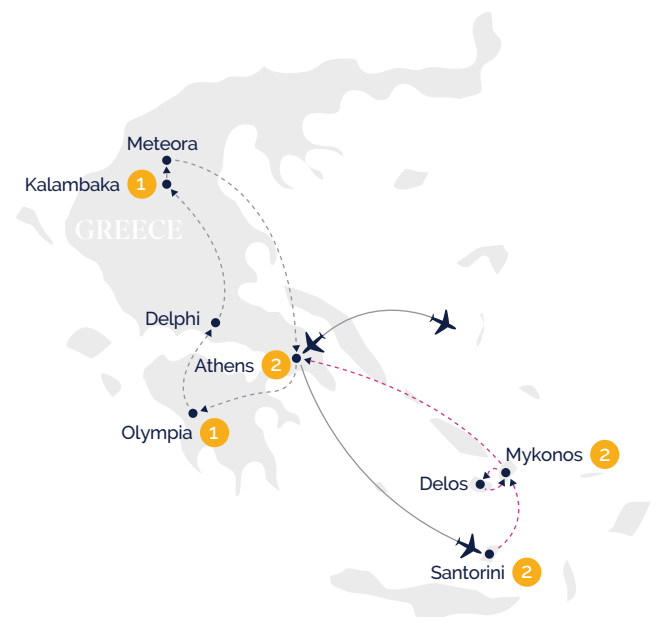 Meteora
Kalambaka 1
GREECE
Delphi
Athens 2
Olympia 1
Mykonos 2
Delos
Santorini 2